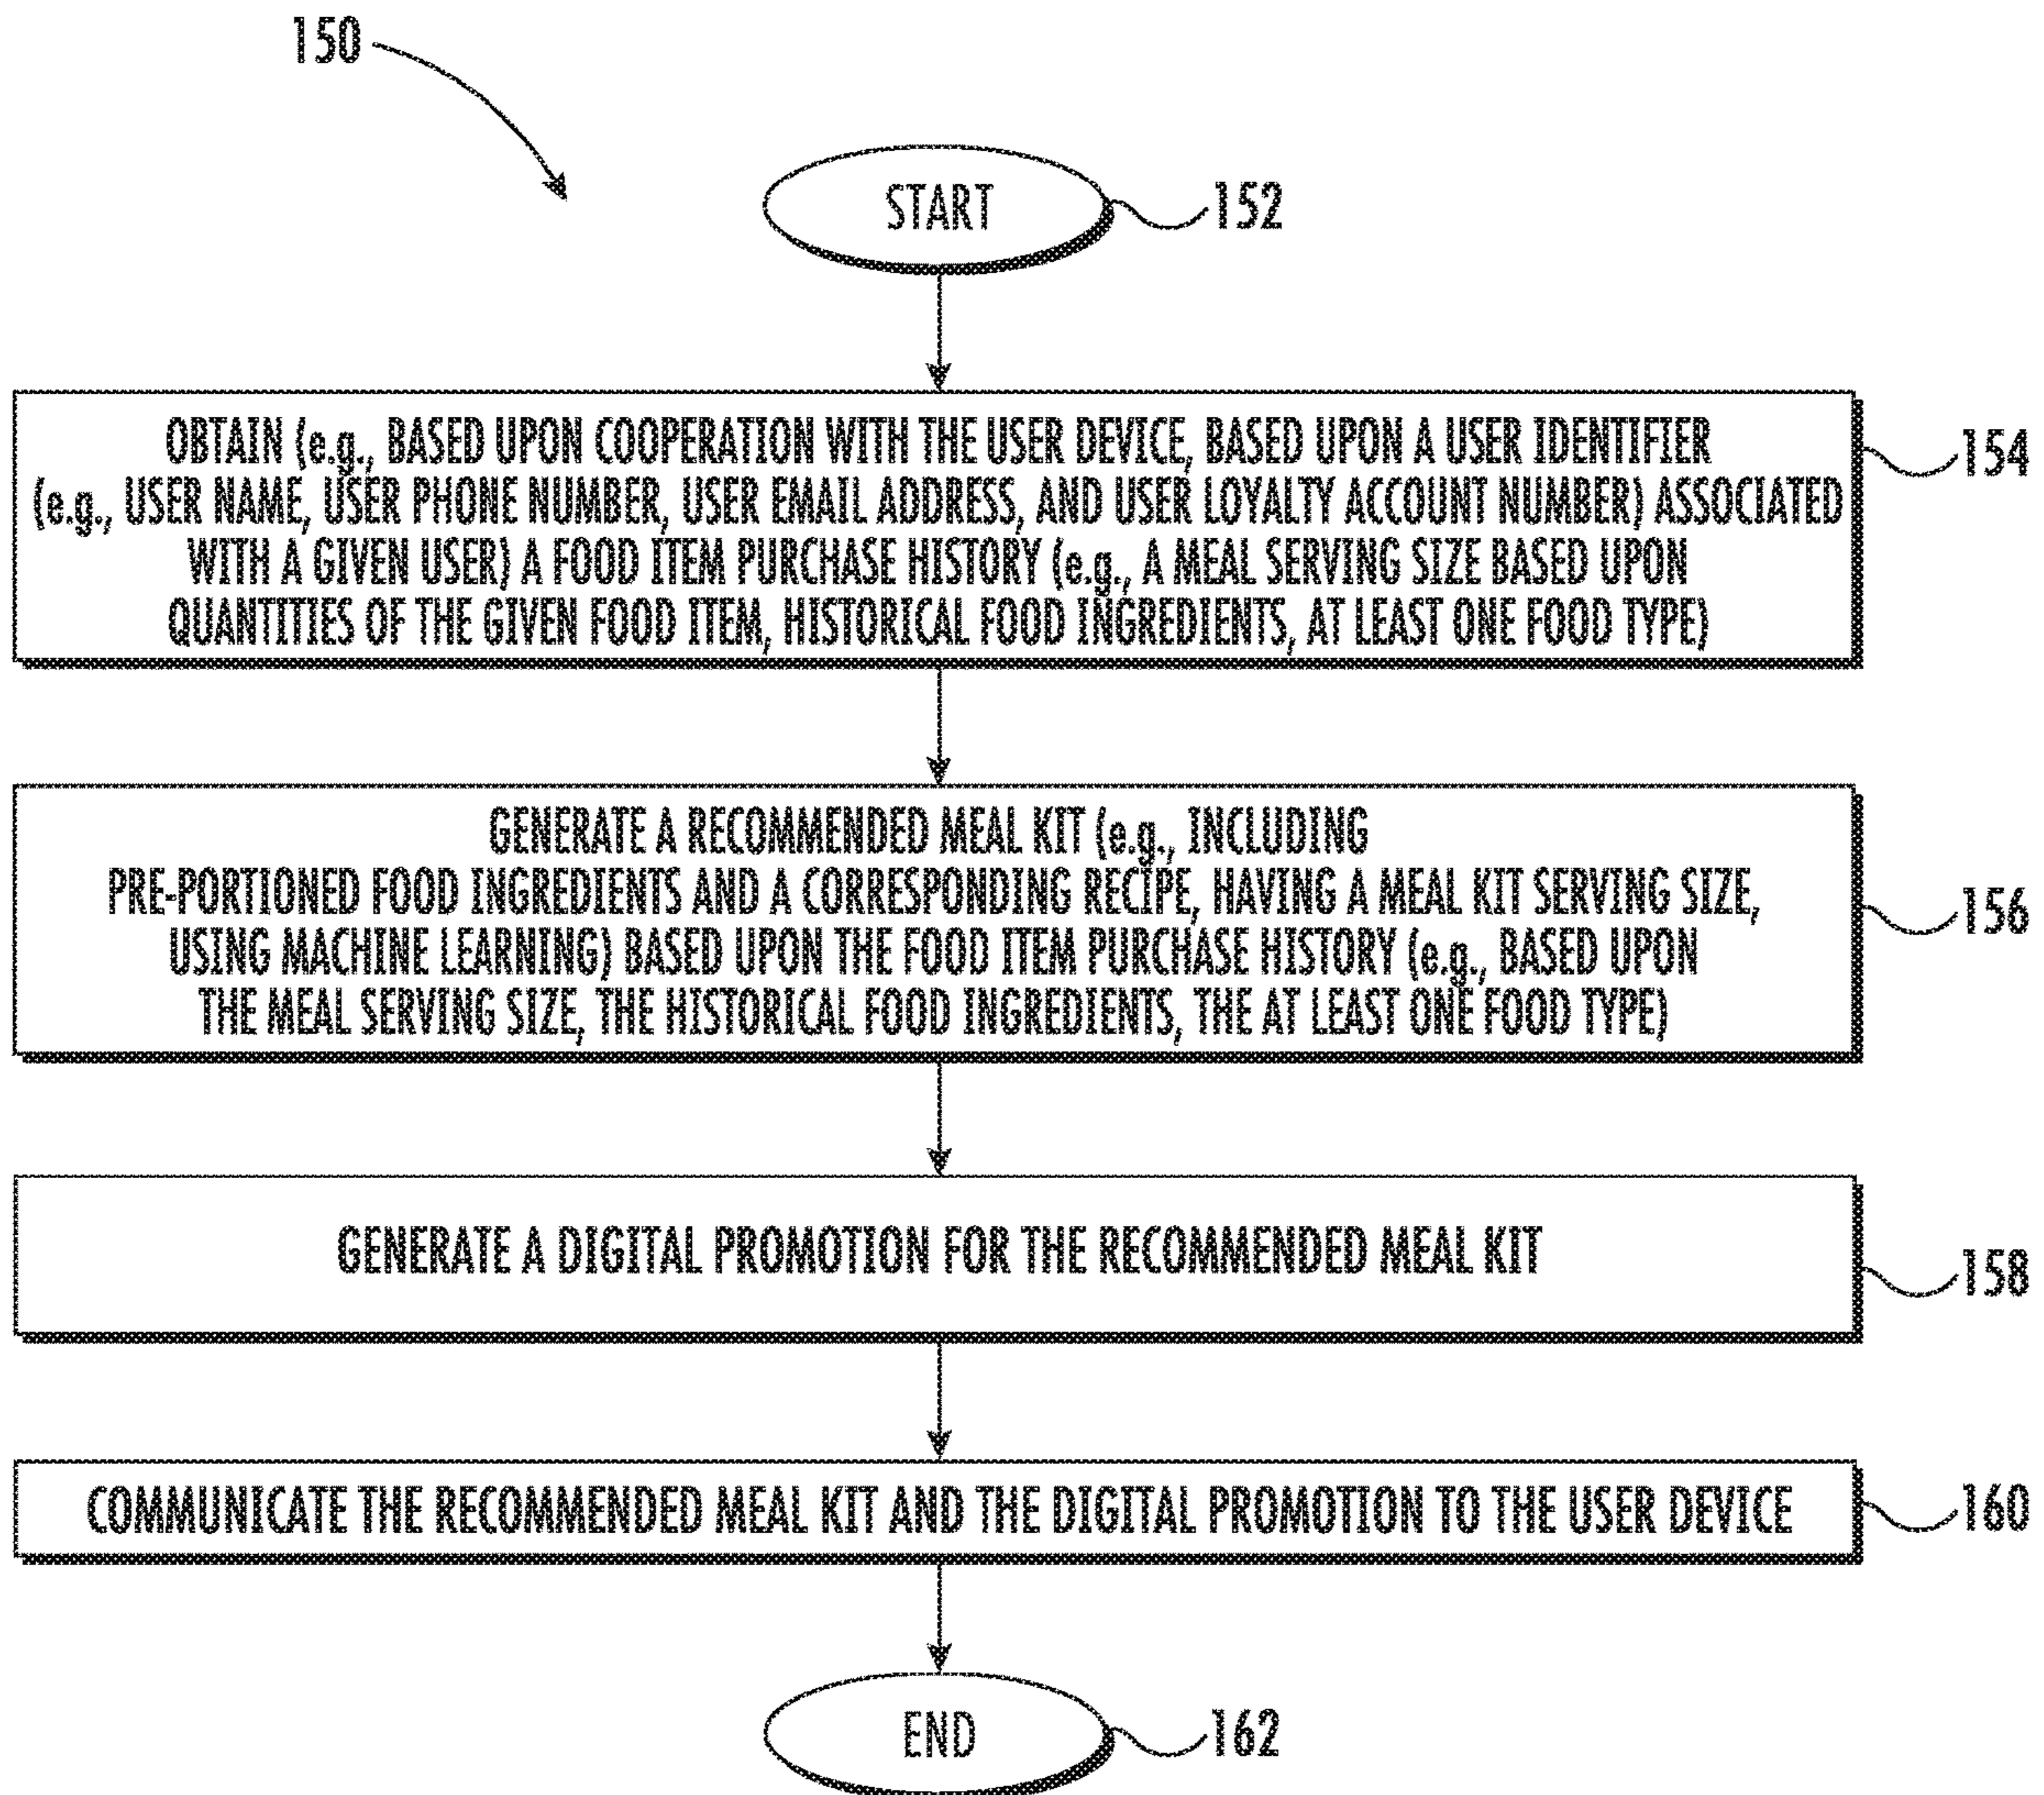 150
START
152
OBTAIN (e.g., BASED UPON COOPERATION WITH THE USER DEVICE, BASED UPON A USER IDENTIFIER
(e.g., USER NAME, USER PHONE NUMBER, USER EMAIL ADDRESS, AND USER LOYALTY ACCOUNT NUMBER) ASSOCIATED
WITH A GIVEN USER) A FOOD ITEM PURCHASE HISTORY (e.g., A MEAL SERVING SIZE BASED UPON
QUANTITIES OF THE GIVEN FOOD ITEM, HISTORICAL FOOD INGREDIENTS, AT LEAST ONE FOOD TYPE)
154
GENERATE A RECOMMENDED MEAL KIT (e.g., INCLUDING
PRE-PORTIONED FOOD INGREDIENTS AND A CORRESPONDING RECIPE, HAVING A MEAL KIT SERVING SIZE,
USING MACHINE LEARNING) BASED UPON THE FOOD ITEM PURCHASE HISTORY (e.g., BASED UPON
THE MEAL SERVING SIZE, THE HISTORICAL FOOD INGREDIENTS, THE AT LEAST ONE FOOD TYPE)
156
GENERATE A DIGITAL PROMOTION FOR THE RECOMMENDED MEAL KIT
158
COMMUNICATE THE RECOMMENDED MEAL KIT AND THE DIGITAL PROMOTION TO THE USER DEVICE
160
END
162